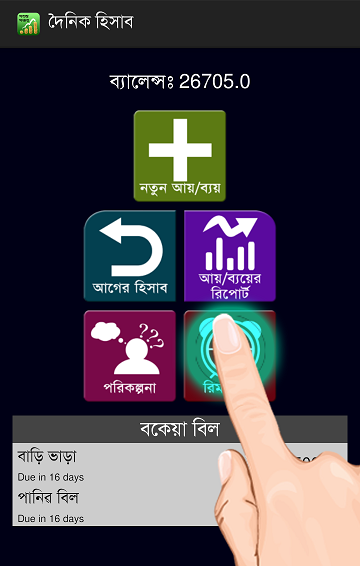 দৈনিক হিসাব
ব্যালেন্সঃ 26705.0
নতুন আয়/ব্যয়
আগের হিসাব
আয়/ব্যয়ের
রিপোর্ট
পরিকল্পনা
বকেয়া বিল
বাড়ি ভাড়া
Due in 16 days
পানির বিল
Due in 16 days